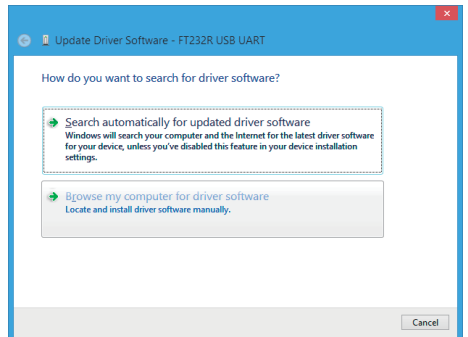 Update Driver Software - FT232R USB UART
How do you want to search for driver software?
Search automatically for updated driver software
Windows will search your computer and the Internet for the latest driver software
for your device, unless you've disabled this feature in your device installation
settings.
Browse my computer for driver software
Locate and install driver software manually.
Cancel